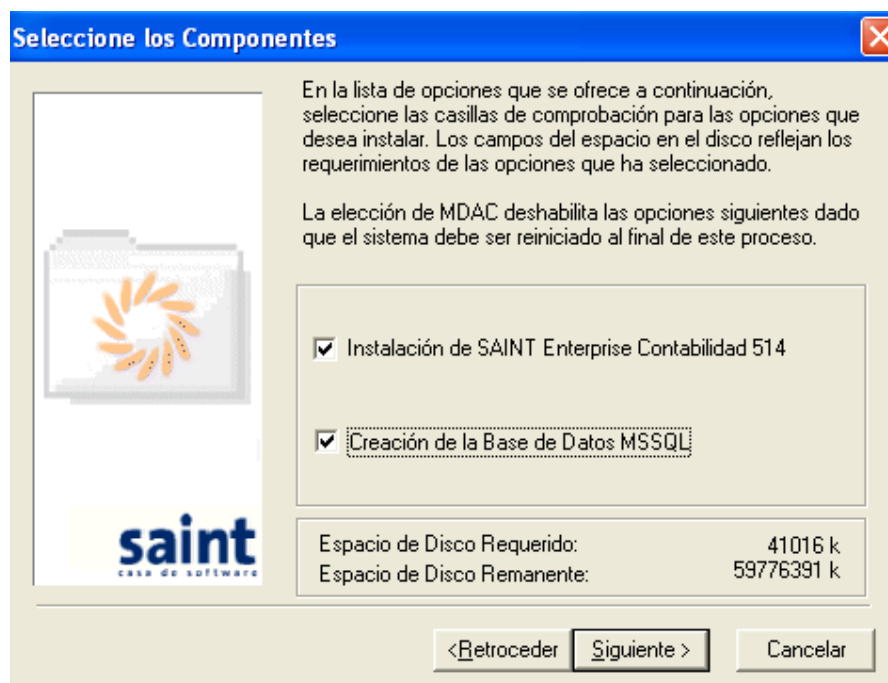 Seleccione los Componentes
En la lista de opciones que se ofrece a continuación,
seleccione las casillas de comprobación para las opciones que
desea instalar. Los campos del espacio en el disco reflejan los
requerimientos de las opciones que ha seleccionado.
La elección de MDAC deshabilita las opciones siguientes dado
que el sistema debe ser reiniciado al final de este proceso.
Instalación de SAINT Enterprise Contabilidad 514
Creación de la Base de Datos MSSQL
saint
casa de software
Espacio de Disco Requerido: 41016 k
Espacio de Disco Remanente: 59776391 k
<Retroceder Siguiente > Cancelar